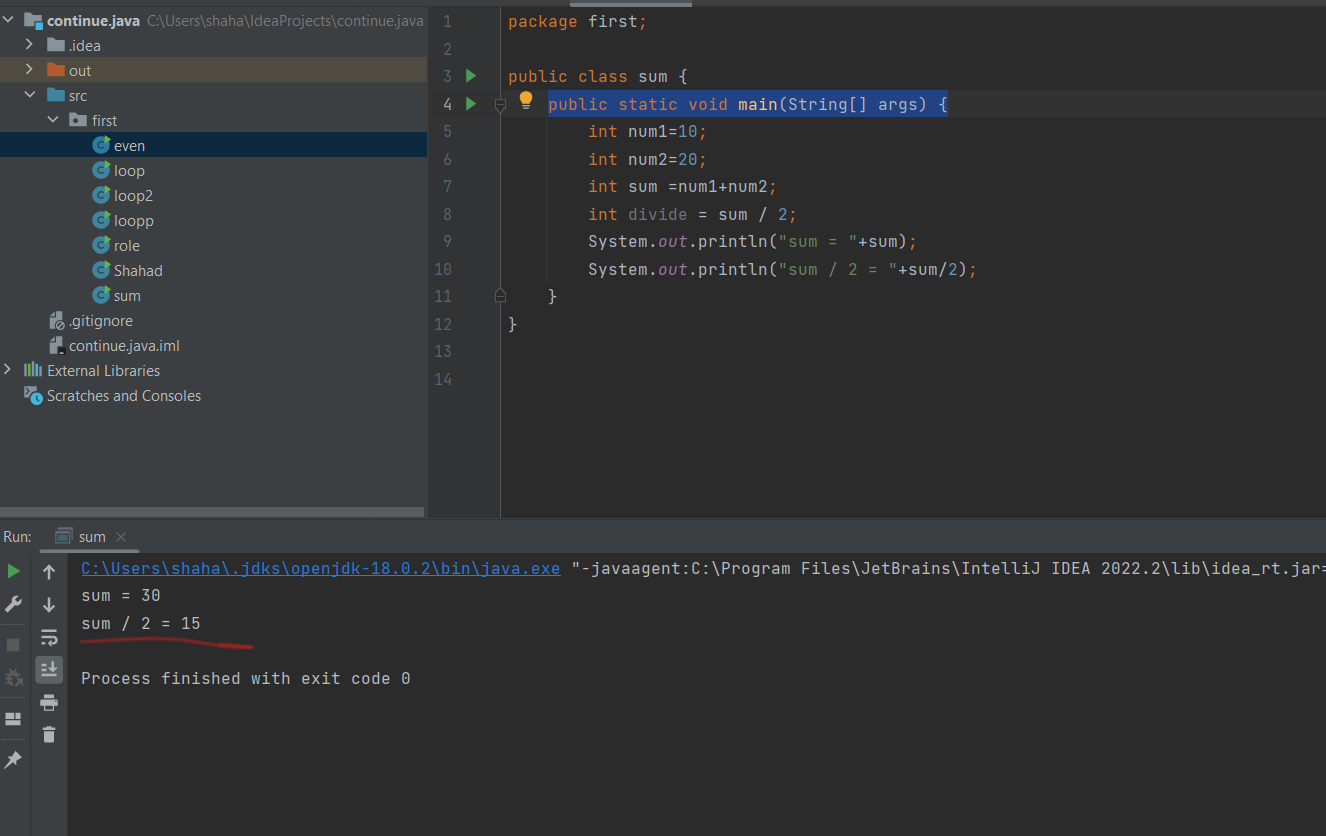 continue.java C:\Users\shaha\IdeaProjects\continue.java
.idea
out
src
first
even
loop
loop2
loopp
role
Shahad
sum
.gitignore
continue.java.iml
External Libraries
Scratches and Consoles
1 package first;
2
3 public class sum {
4 public static void main(String[] args) {
5 int num1=10;
6 int num2=20;
7 int sum =num1+num2;
8 int divide = sum / 2;
9 System.out.println("sum = "+sum);
10 System.out.println("sum / 2 = "+sum/2);
11 }
12 }
13
14
Run: sum
C:\Users\shaha\.jdks\openjdk-18.0.2\bin\java.exe "-javaagent:C:\Program Files\JetBrains\IntelliJ IDEA 2022.2\lib\idea_rt.jar=
sum = 30
sum / 2 = 15
Process finished with exit code 0